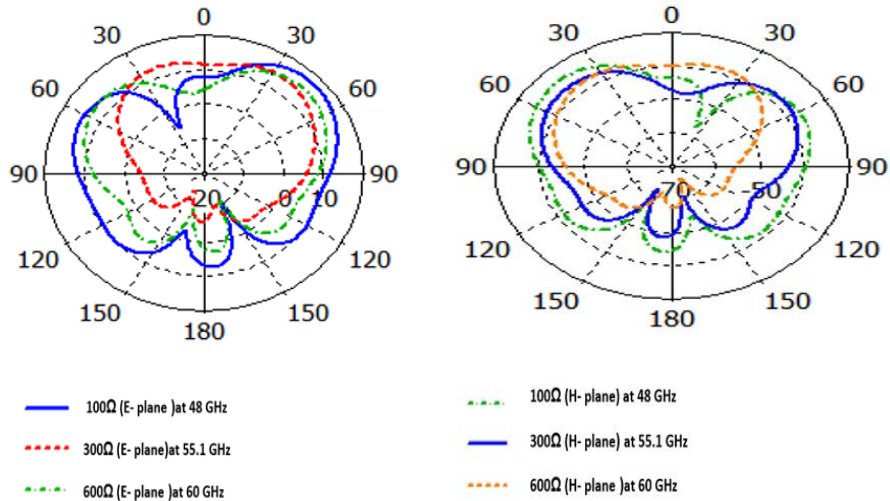 0
30 30
60 60
90 90
20 0 10
120 120
150 150
180
100Ω (E- plane )at 48 GHz
300Ω (E- plane)at 55.1 GHz
600Ω (E- plane )at 60 GHz
0
30 30
60 60
90 90
-70 -50
120 120
150 150
180
100Ω (H- plane) at 48 GHz
300Ω (H- plane) at 55.1 GHz
600Ω (H- plane ) at 60 GHz